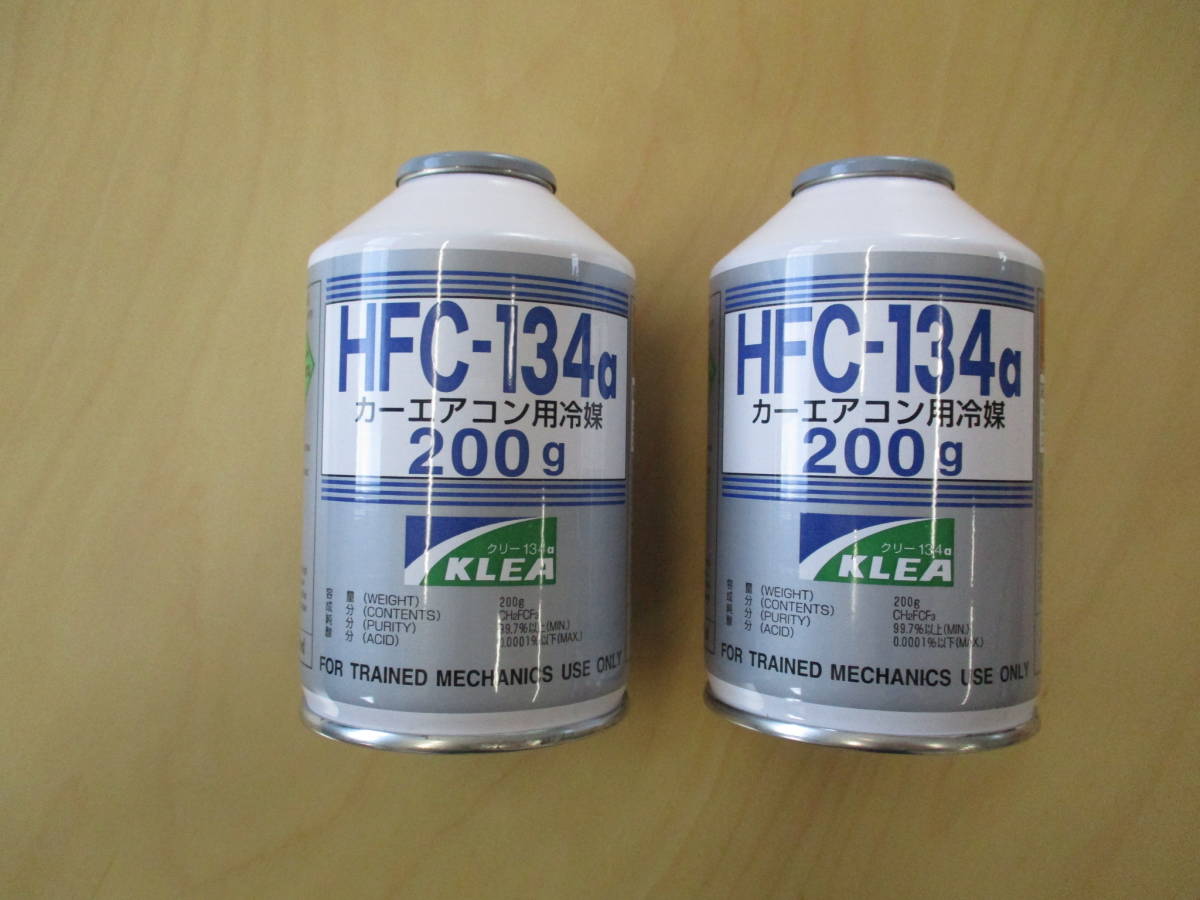 HFC-134a
カーエアコン用冷媒
200g
クリー134a
KLEA
容量 (WEIGHT) 200g
成分 (CONTENTS) CH2FCF3
純分 (PURITY) 99.7%以上(MIN.)
酸分 (ACID) 0.0001%以下(MAX.)
FOR TRAINED MECHANICS USE ONLY
HFC-134a
カーエアコン用冷媒
200g
クリー134a
KLEA
容量 (WEIGHT) 200g
成分 (CONTENTS) CH2FCF3
純分 (PURITY) 99.7%以上(MIN.)
酸分 (ACID) 0.0001%以下(MAX.)
FOR TRAINED MECHANICS USE ONLY